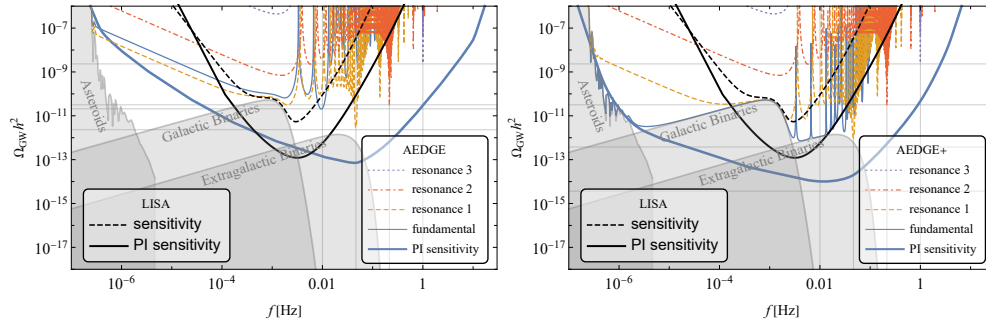 10⁻⁷
10⁻⁹
10⁻¹¹
10⁻¹³
10⁻¹⁵
10⁻¹⁷
Ω_GW h²
Asteroids
Galactic Binaries
Extragalactic Binaries
LISA
sensitivity
PI sensitivity
AEDGE
resonance 3
resonance 2
resonance 1
fundamental
PI sensitivity
10⁻⁶
10⁻⁴
0.01
1
f[Hz]
10⁻⁷
10⁻⁹
10⁻¹¹
10⁻¹³
10⁻¹⁵
10⁻¹⁷
Ω_GW h²
Asteroids
Galactic Binaries
Extragalactic Binaries
LISA
sensitivity
PI sensitivity
AEDGE+
resonance 3
resonance 2
resonance 1
fundamental
PI sensitivity
10⁻⁶
10⁻⁴
0.01
1
f[Hz]